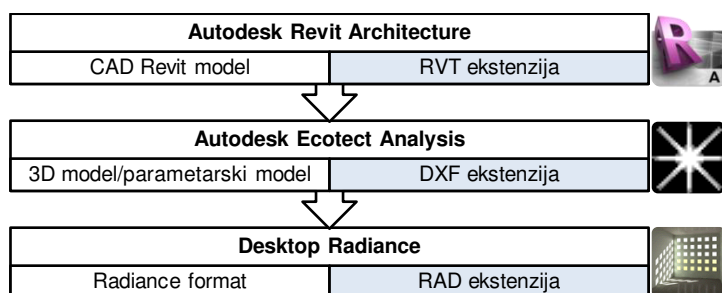 Autodesk Revit Architecture
CAD Revit model RVT ekstenzija
Autodesk Ecotect Analysis
3D model/parametarski model DXF ekstenzija
Desktop Radiance
Radiance format RAD ekstenzija
R
A